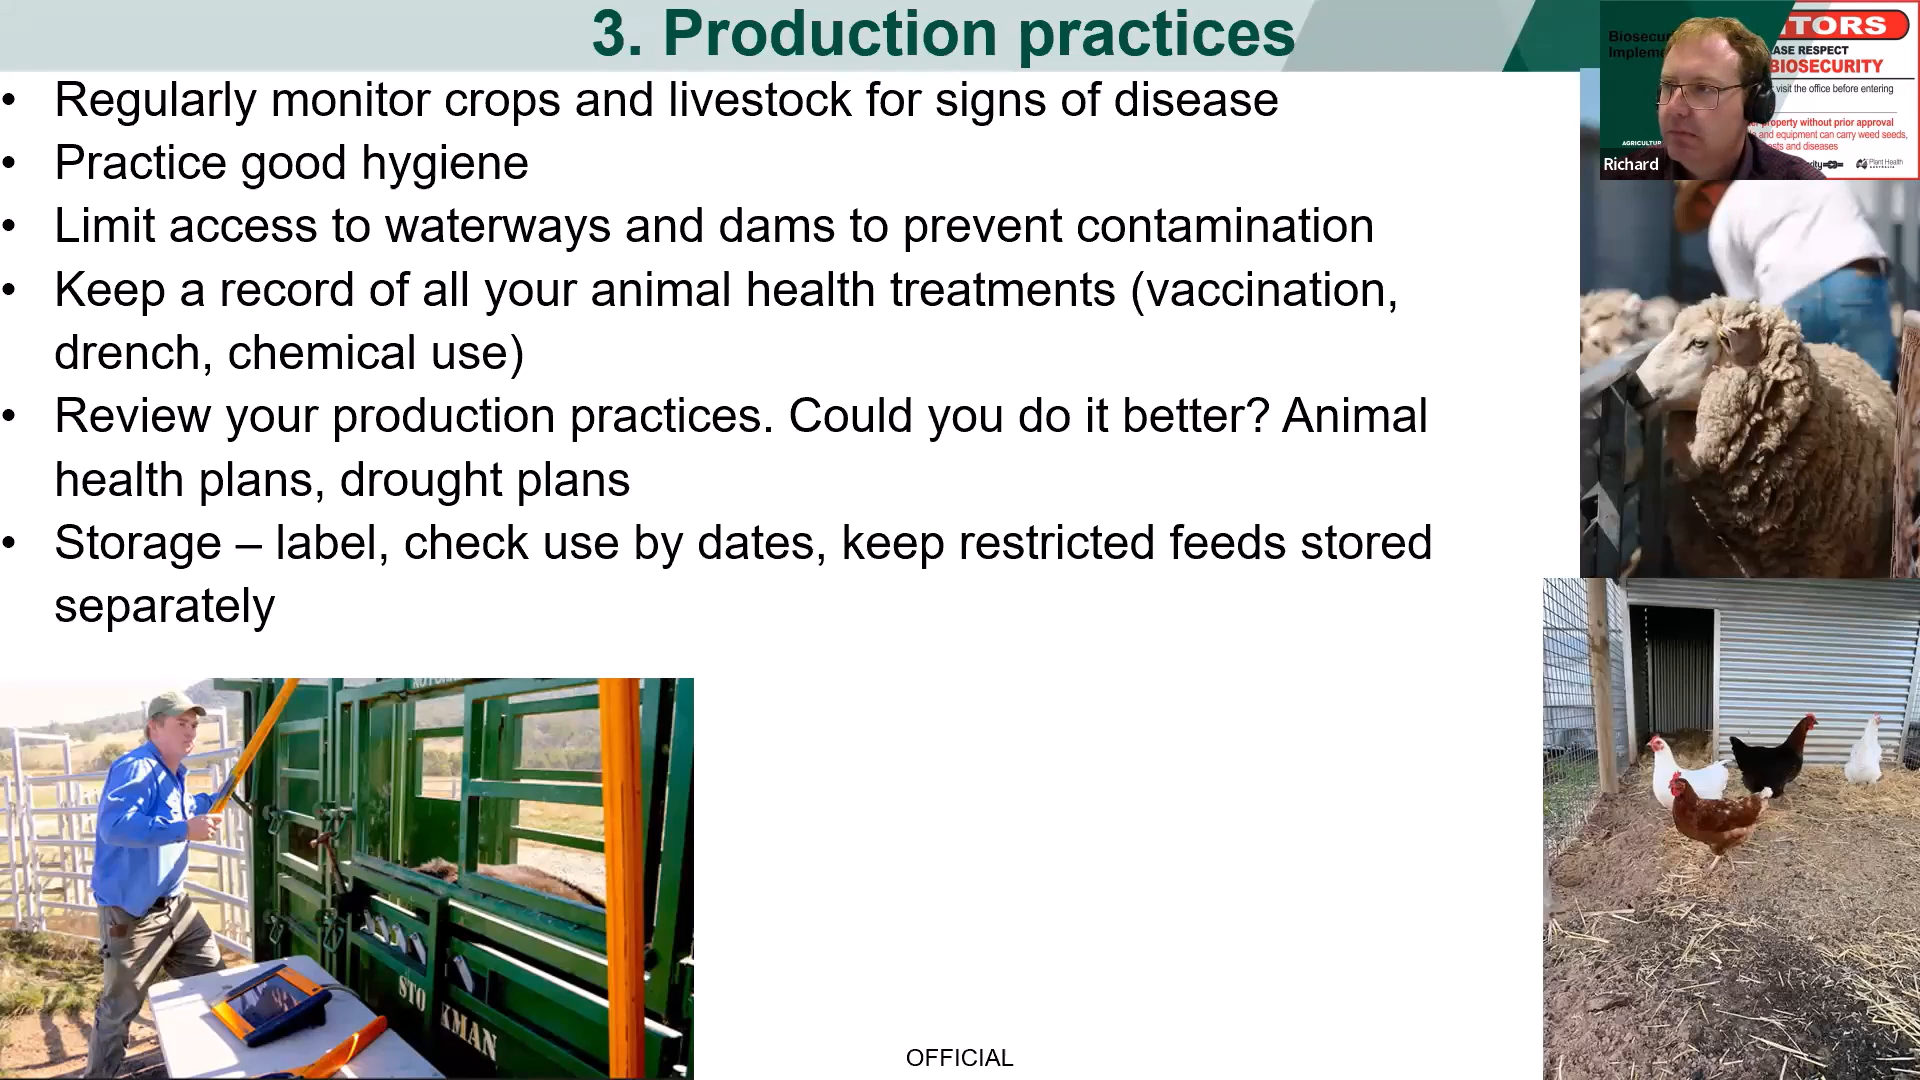 3. Production practices
• Regularly monitor crops and livestock for signs of disease
• Practice good hygiene
• Limit access to waterways and dams to prevent contamination
• Keep a record of all your animal health treatments (vaccination,
drench, chemical use)
• Review your production practices. Could you do it better? Animal
health plans, drought plans
• Storage – label, check use by dates, keep restricted feeds stored
separately
TORS
ASE RESPECT
BIOSECURITY
visit the office before entering
property without prior approval
and equipment can carry weed seeds,
sts and diseases
Plant Health
AGRICULTUR
Biosecur
Impleme
Richard
STO KMAN
OFFICIAL